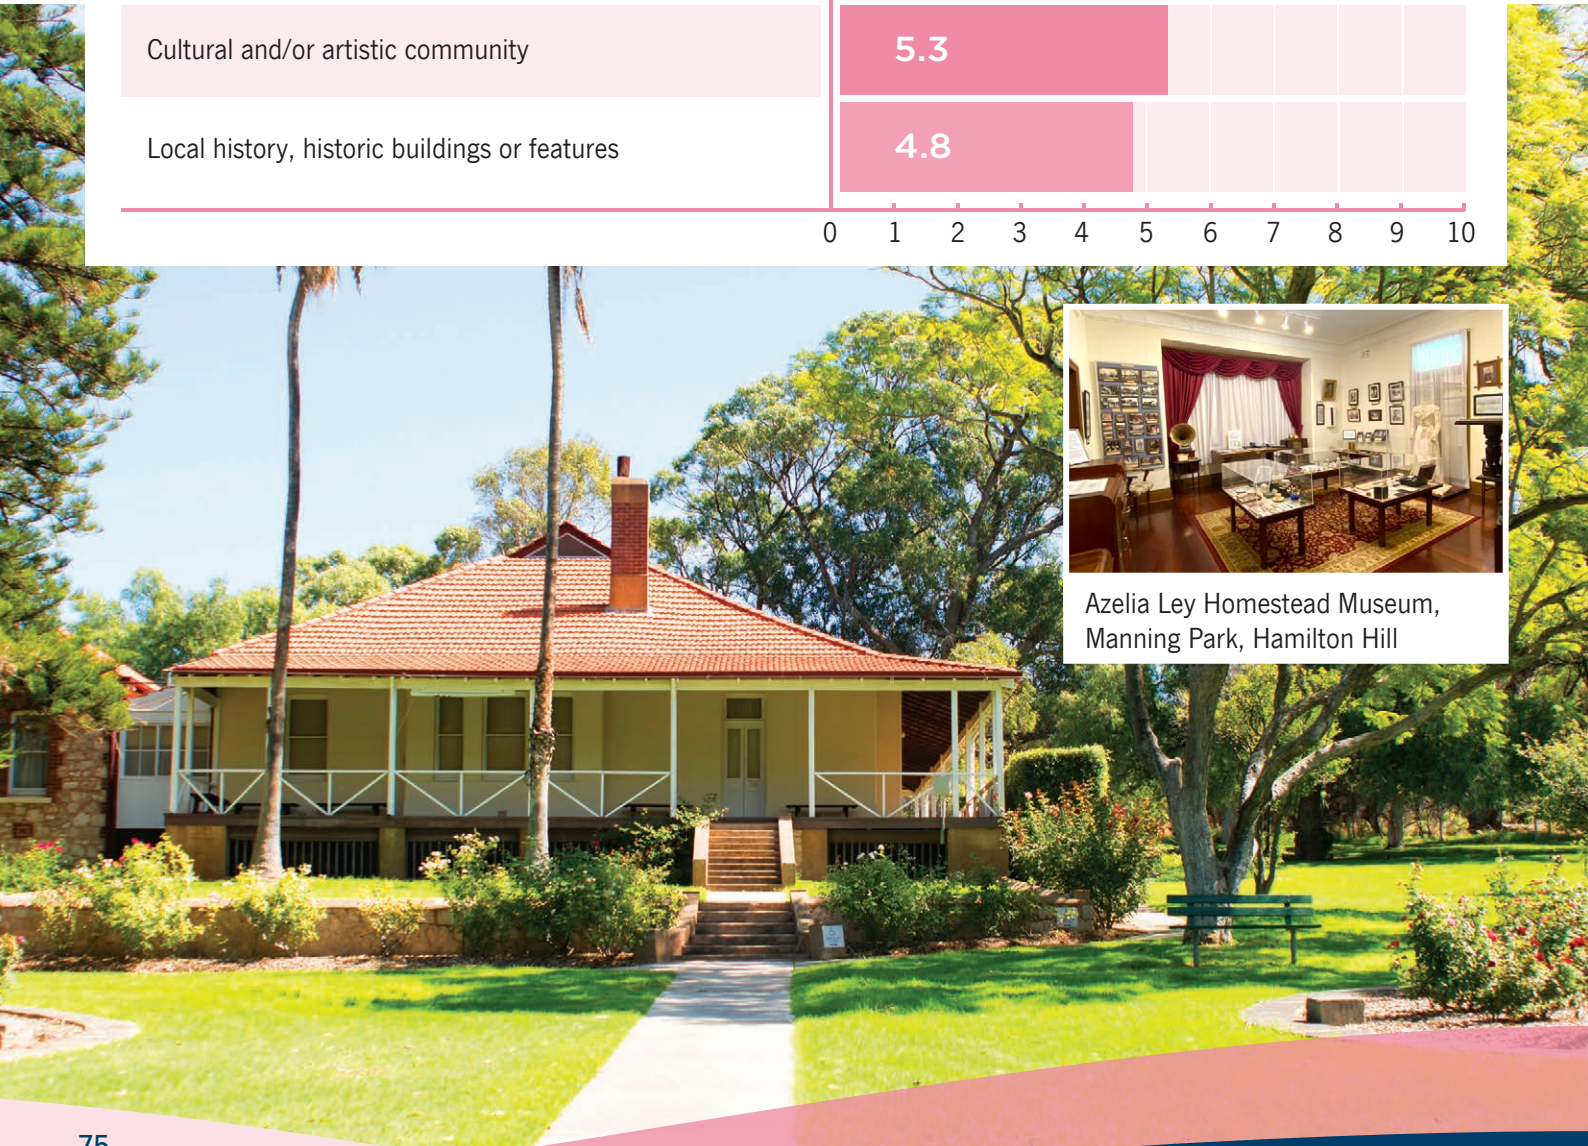 Cultural and/or artistic community 5.3
Local history, historic buildings or features 4.8
0 1 2 3 4 5 6 7 8 9 10
Azelia Ley Homestead Museum,
Manning Park, Hamilton Hill
75